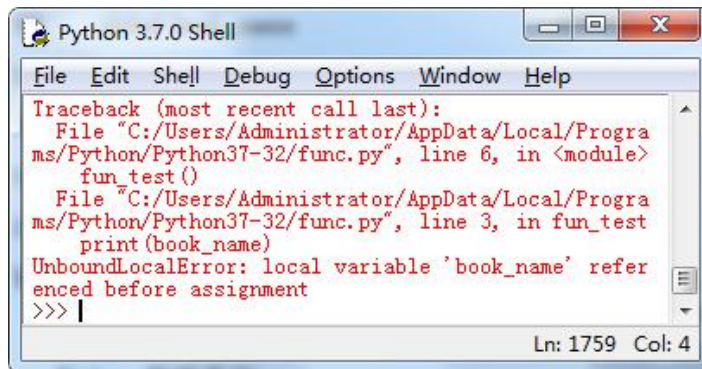 Python 3.7.0 Shell
File Edit Shell Debug Options Window Help
Traceback (most recent call last):
  File "C:/Users/Administrator/AppData/Local/Progra
ms/Python/Python37-32/func.py", line 6, in <module>
    fun_test()
  File "C:/Users/Administrator/AppData/Local/Progra
ms/Python/Python37-32/func.py", line 3, in fun_test
    print(book_name)
UnboundLocalError: local variable 'book_name' refer
enced before assignment
>>>
Ln: 1759 Col: 4